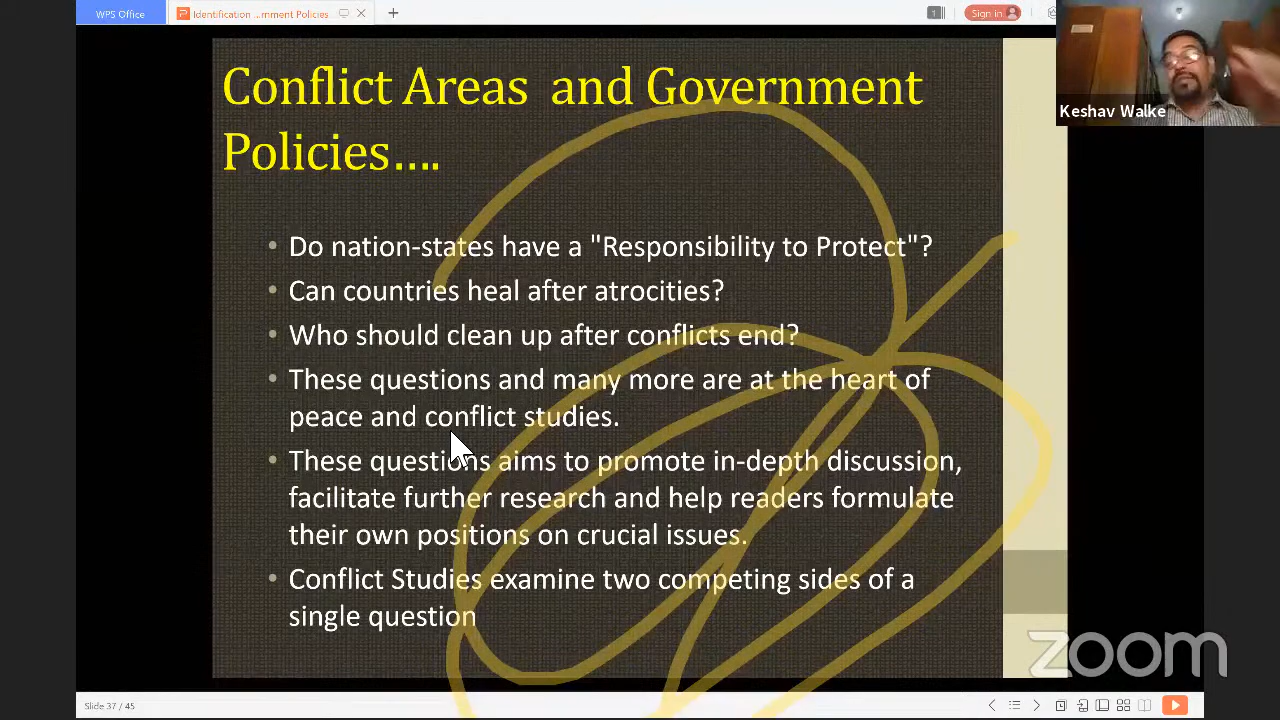 WPS Office
Identification ...rnment Policies
1
Sign in
Conflict Areas and Government
Policies....
Keshav Walke
• Do nation-states have a "Responsibility to Protect"?
• Can countries heal after atrocities?
• Who should clean up after conflicts end?
• These questions and many more are at the heart of
peace and conflict studies.
• These questions aims to promote in-depth discussion,
facilitate further research and help readers formulate
their own positions on crucial issues.
• Conflict Studies examine two competing sides of a
single question
zoom
Slide 37 / 45